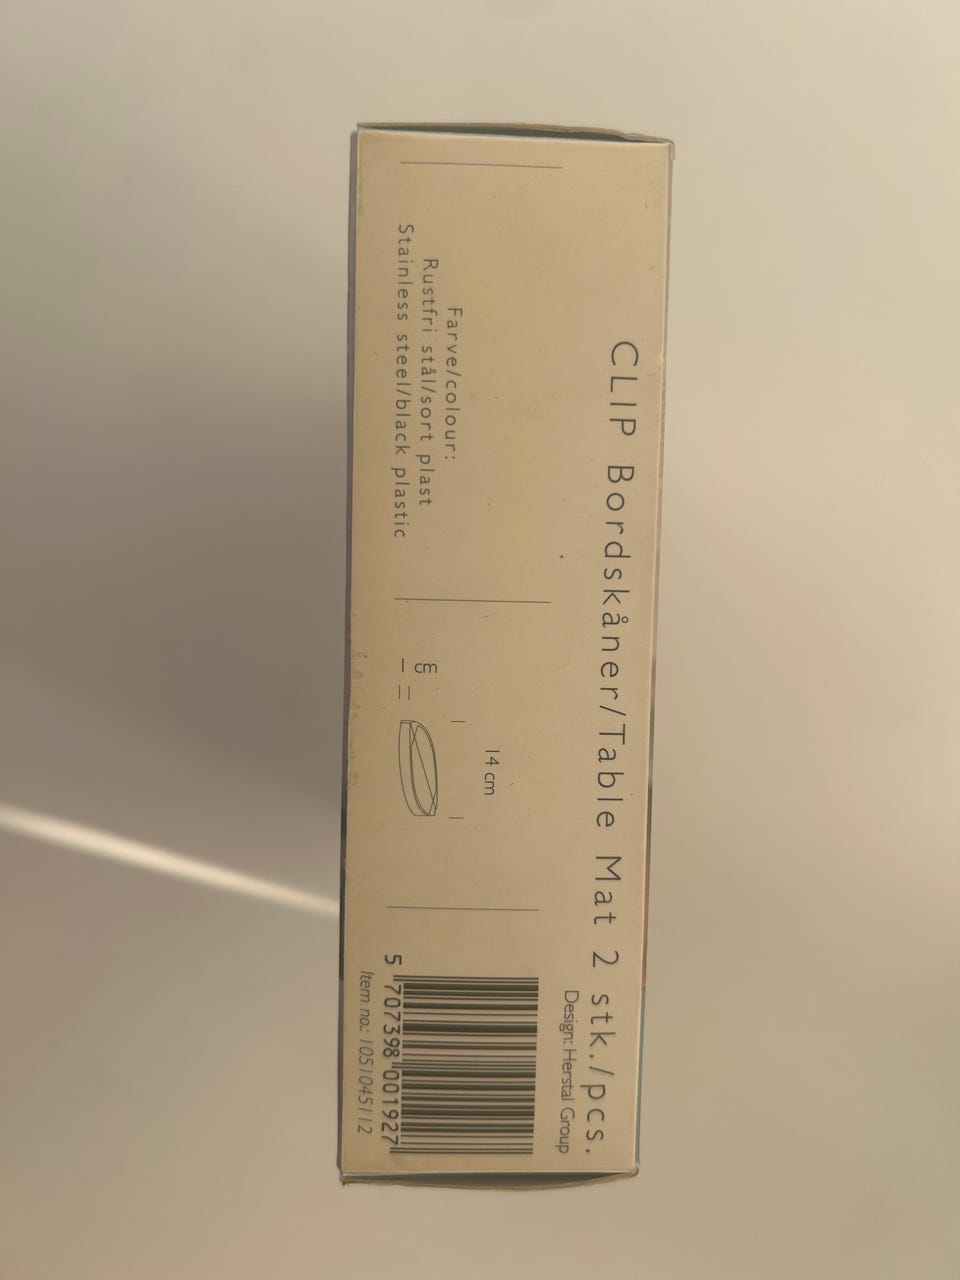 CLIP Bordskåner/Table Mat 2 stk./pcs.
Design: Herstal Group
Farve/colour:
Rustfri stål/sort plast
Stainless steel/black plastic
14 cm
1 cm
5 707398 001927
Item no.: 1051045112